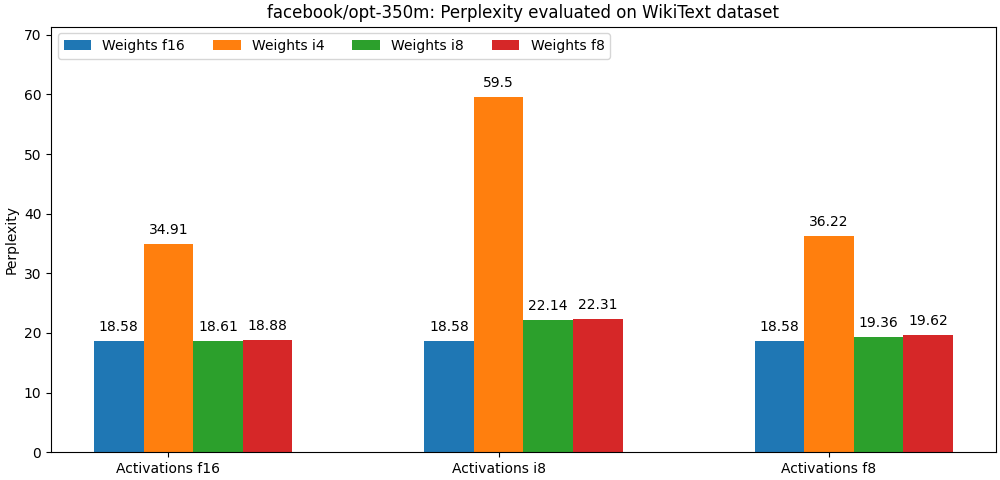 facebook/opt-350m: Perplexity evaluated on WikiText dataset
Weights f16 Weights i4 Weights i8 Weights f8
Perplexity
70
60
50
40
30
20
10
0
18.58 34.91 18.61 18.88
18.58 59.5 22.14 22.31
18.58 36.22 19.36 19.62
Activations f16 Activations i8 Activations f8